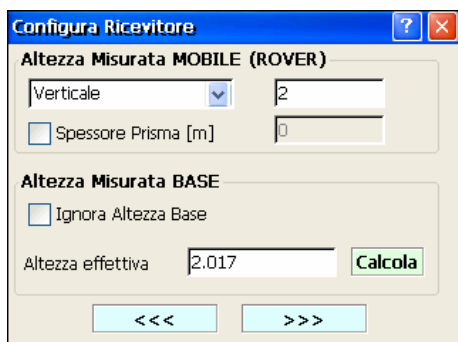 Configura Ricevitore ?
Altezza Misurata MOBILE (ROVER)
Verticale 2
Spessore Prisma [m] 0
Altezza Misurata BASE
Ignora Altezza Base
Altezza effettiva 2.017 Calcola
<<< >>>